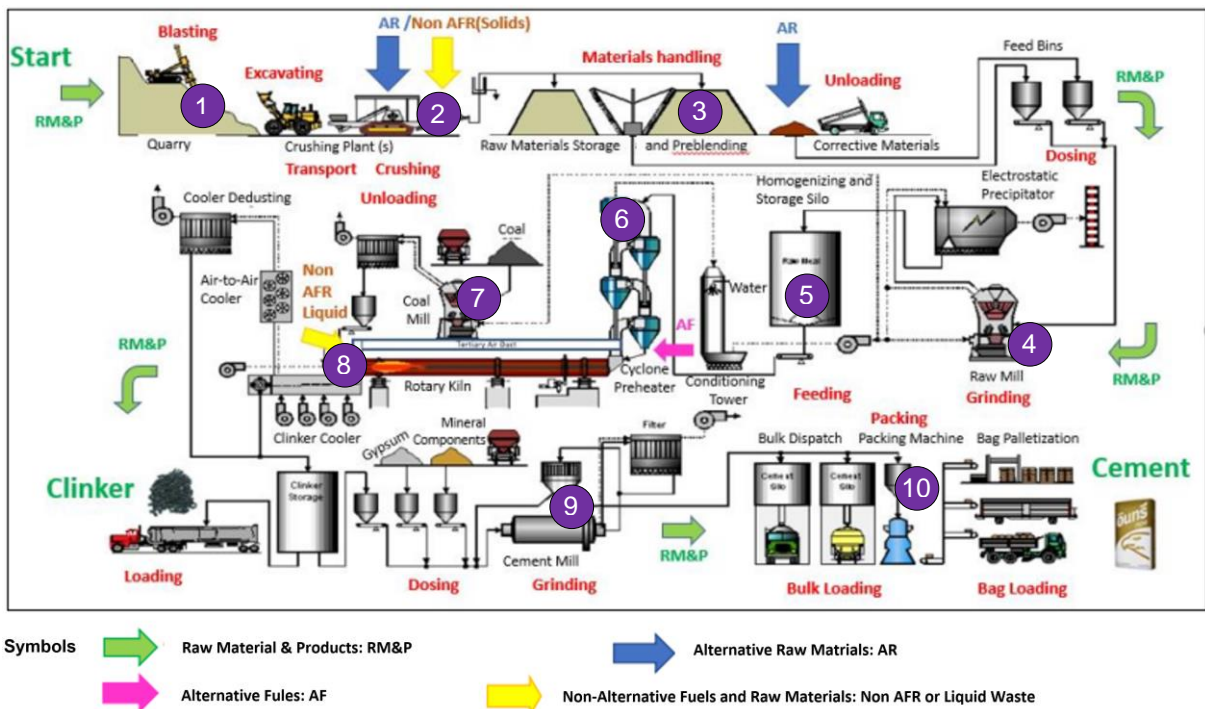 Start
RM&P
Blasting
1
Quarry
Excavating
AR /Non AFR(Solids)
2
Crushing Plant (s)
Transport Crushing
Materials handling
3
Raw Materials Storage
and Preblending
AR
Unloading
Corrective Materials
Feed Bins
RM&P
Dosing
Cooler Dedusting
Air-to-Air
Cooler
Unloading
Coal
Non
AFR
Liquid
Coal
Mill
7
6
Homogenizing and
Storage Silo
Raw Meal
5
Electrostatic
Precipitator
Water
AF
Tertiary Air Duct
8
Rotary Kiln
Cyclone
Preheater
Conditioning
Tower
Feeding
4
Raw Mill
Grinding
RM&P
RM&P
Clinker Cooler
Clinker
Loading
Clinker
Storage
Gypsum
Mineral
Components
Dosing
9
Cement Mill
Grinding
Filter
RM&P
Packing
Bulk Dispatch
Packing Machine
Bag Palletization
Cement
Silo
Cement
Silo
10
Bulk Loading
Bag Loading
Cement
Symbols
Raw Material & Products: RM&P
Alternative Raw Matrials: AR
Alternative Fules: AF
Non-Alternative Fuels and Raw Materials: Non AFR or Liquid Waste